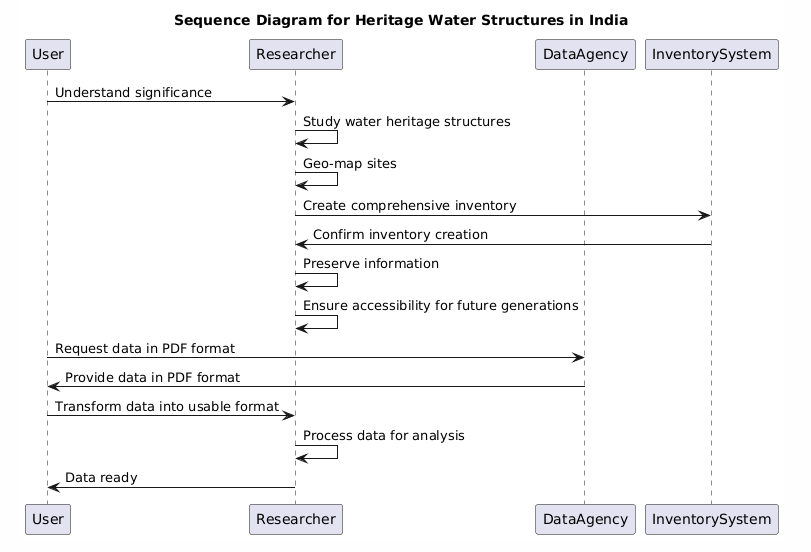 Sequence Diagram for Heritage Water Structures in India
User Researcher DataAgency InventorySystem
Understand significance
Study water heritage structures
Geo-map sites
Create comprehensive inventory
Confirm inventory creation
Preserve information
Ensure accessibility for future generations
Request data in PDF format
Provide data in PDF format
Transform data into usable format
Process data for analysis
Data ready
User Researcher DataAgency InventorySystem